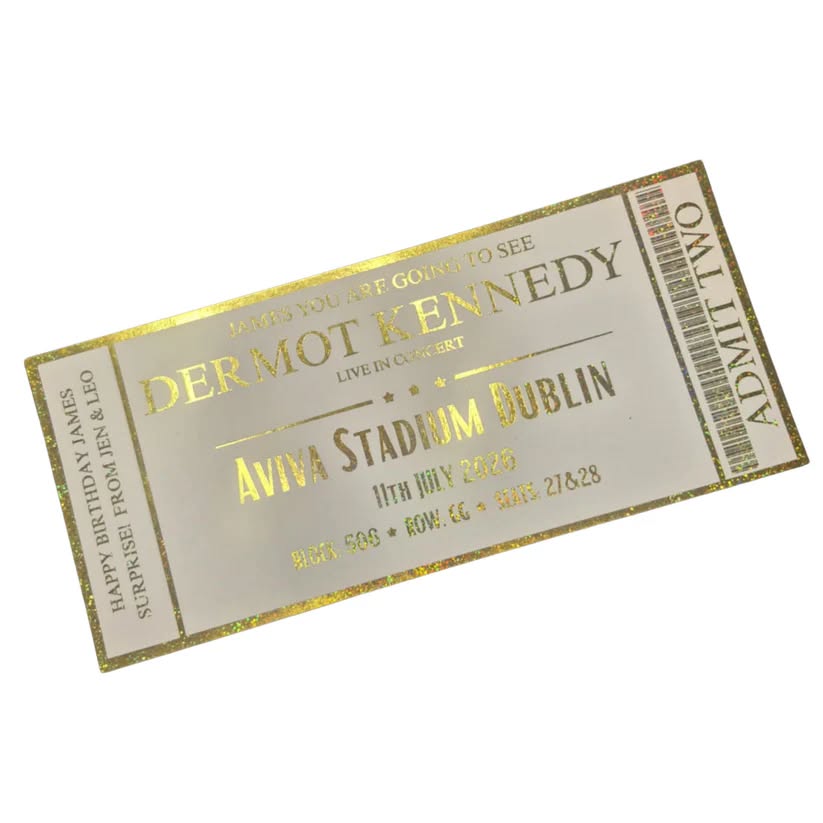 HAPPY BIRTHDAY JAMES
SURPRISE! FROM JEN & LEO
JAMES YOU ARE GOING TO SEE
DERMOT KENNEDY
LIVE IN CONCERT
AVIVA STADIUM DUBLIN
11TH JULY 2026
BLOCK. 506 ★ ROW. GG ★ SEATS. 27&28
ADMIT TWO